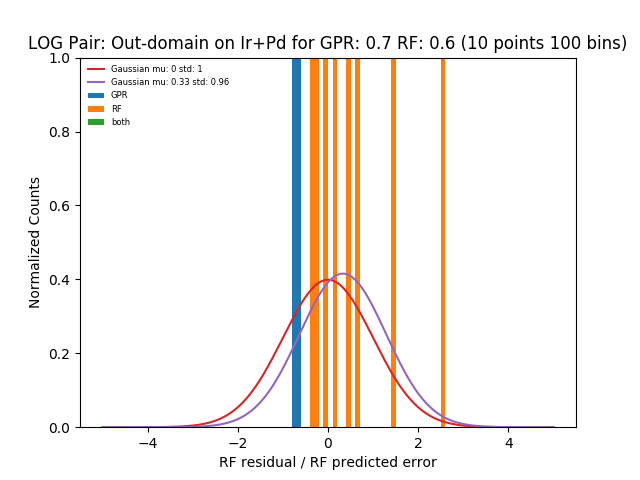 LOG Pair: Out-domain on Ir+Pd for GPR: 0.7 RF: 0.6 (10 points 100 bins)
Gaussian mu: 0 std: 1
Gaussian mu: 0.33 std: 0.96
GPR
RF
both
Normalized Counts
1.0
0.8
0.6
0.4
0.2
0.0
−4 −2 0 2 4
RF residual / RF predicted error